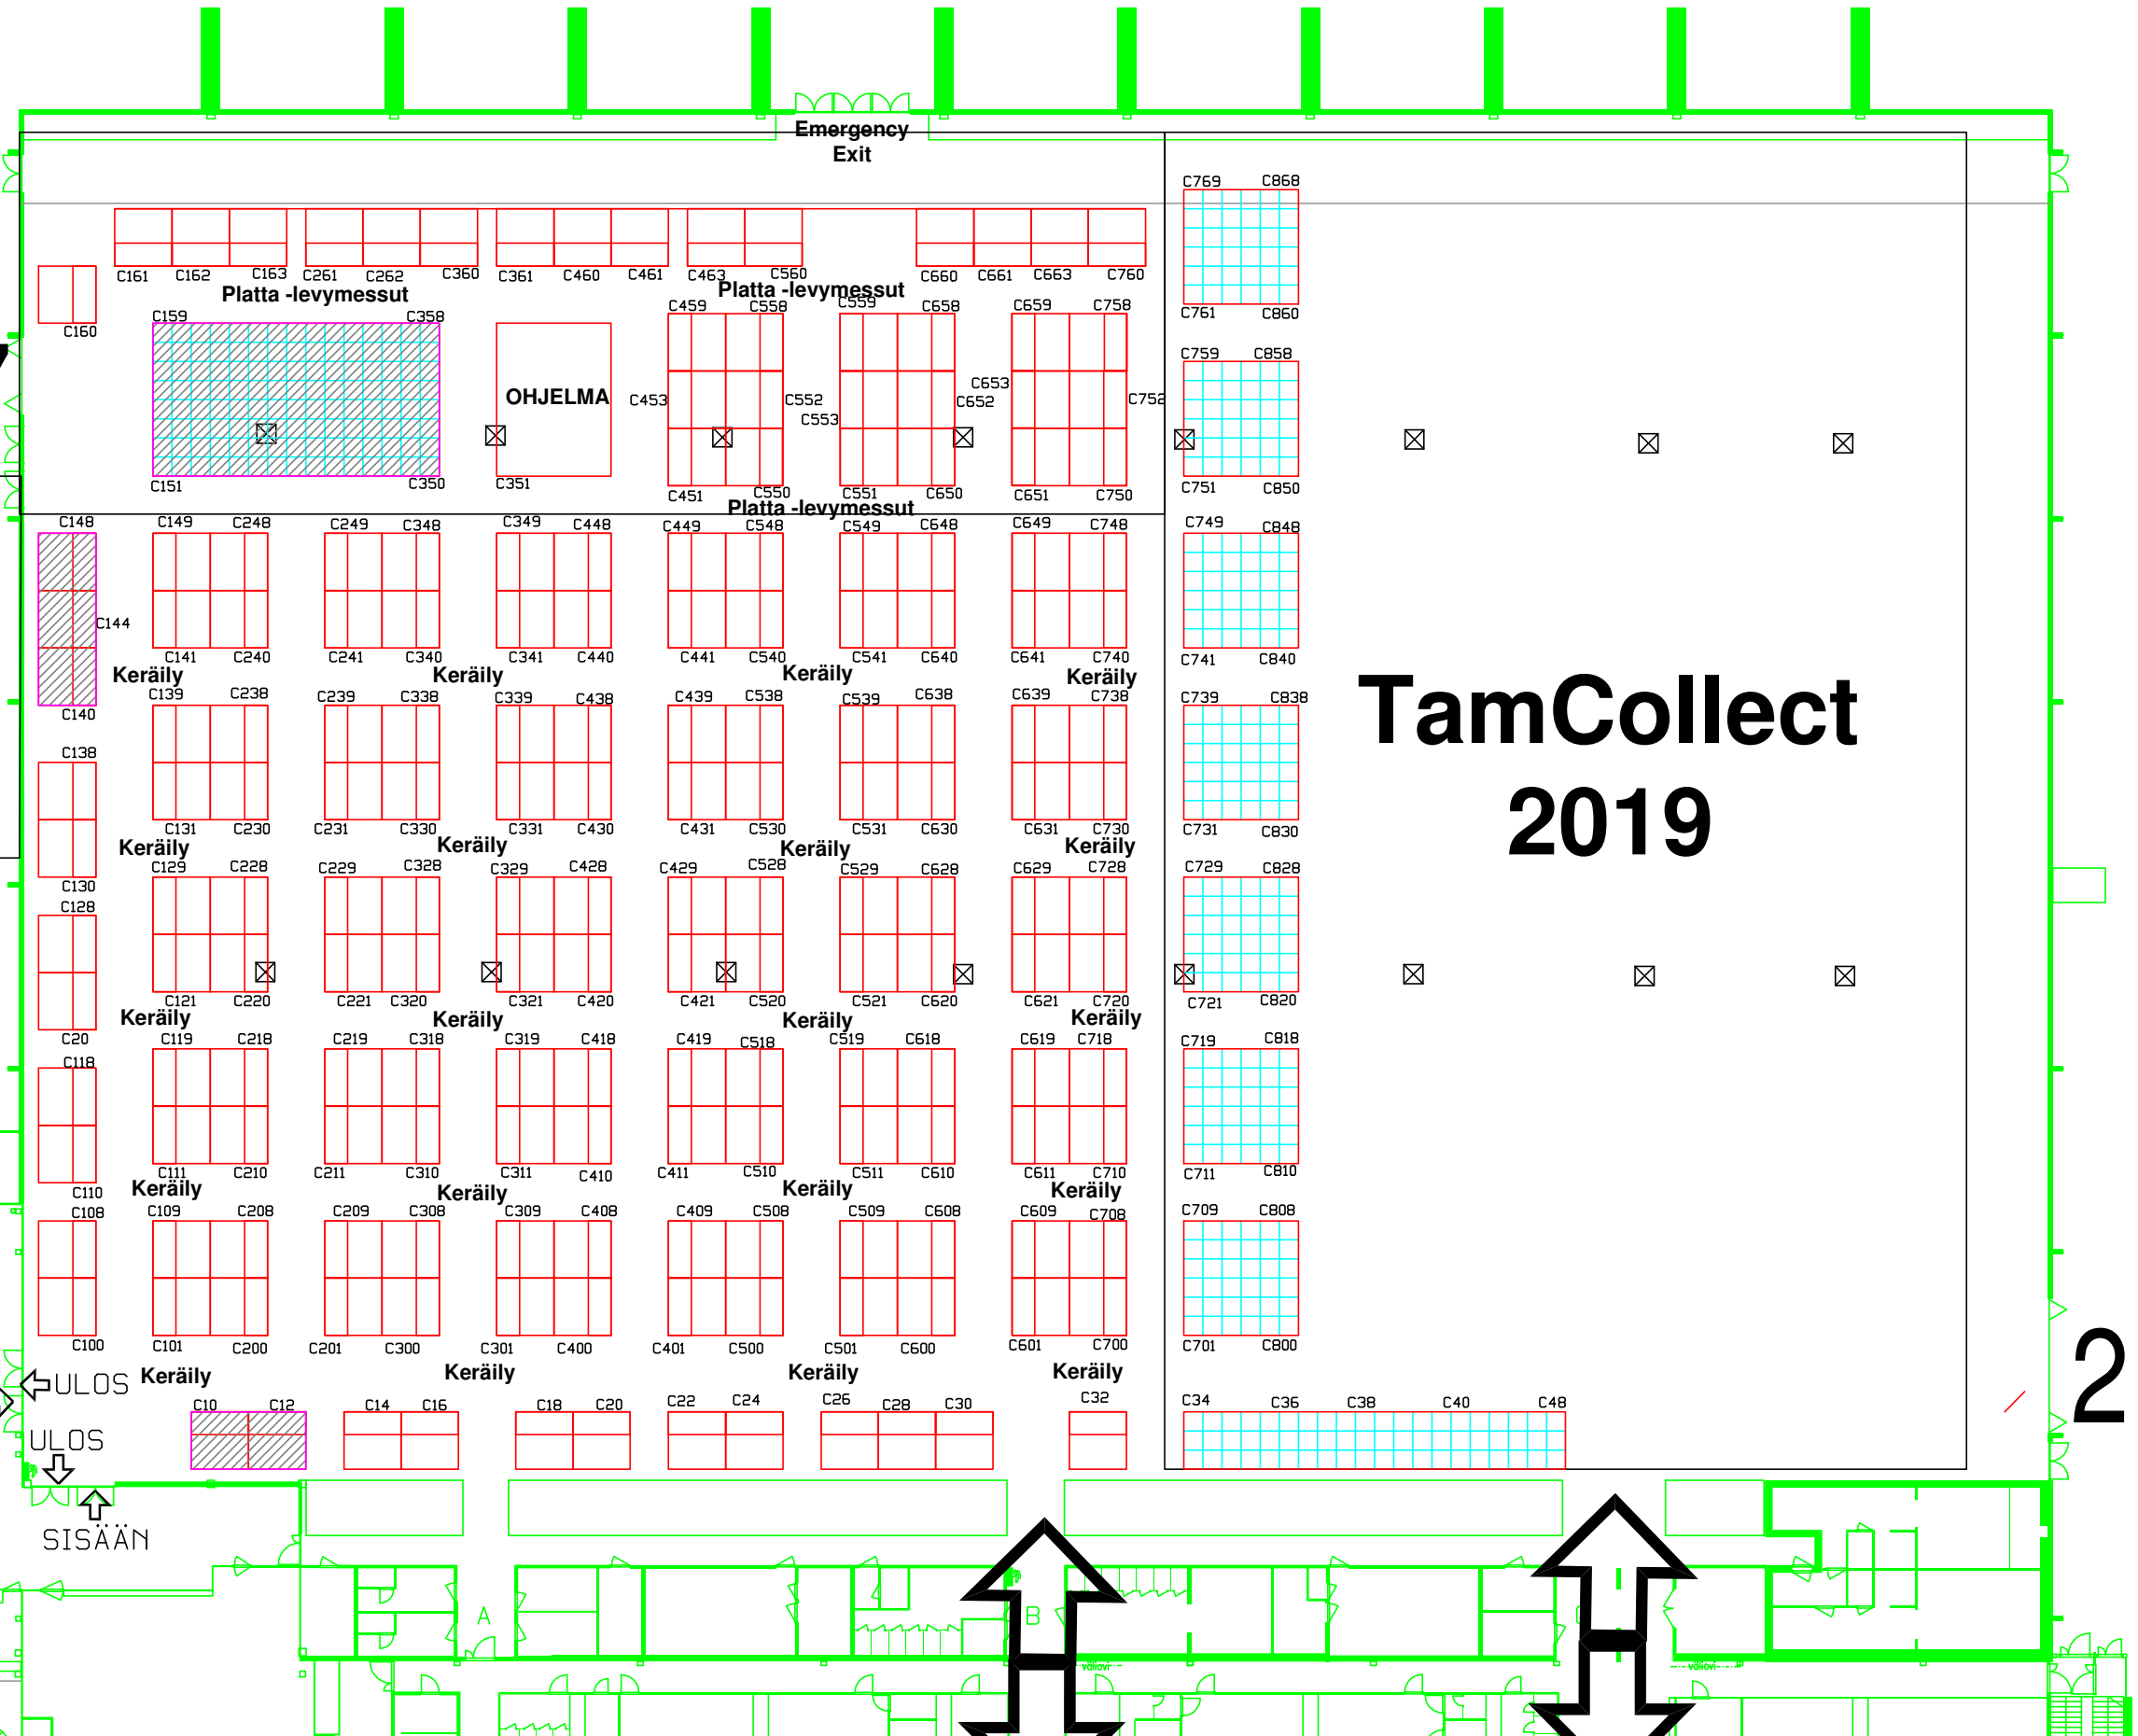 Emergency
Exit
C769 C868
C161 C162 C163 C261 C262 C360 C361 C460 C461 C463 C560 C660 C661 C663 C760
Platta -levymessut Platta -levymessut
C160
C159 C358 C459 C558 C559 C658 C659 C758
C761 C860
C759 C858
OHJELMA
C453 C552 C553 C653 C652 C752
C151 C350 C351 C451 C550 C551 C650 C651 C750 C751 C850
Platta -levymessut
C148 C149 C248 C249 C348 C349 C448 C449 C548 C549 C648 C649 C748 C749 C848
C144
C141 C240 C241 C340 C341 C440 C441 C540 C541 C640 C641 C740 C741 C840
Keräily Keräily Keräily Keräily
TamCollect
2019
C140 C139 C238 C239 C338 C339 C438 C439 C538 C539 C638 C639 C738 C739 C838
C138
C131 C230 C231 C330 C331 C430 C431 C530 C531 C630 C631 C730 C731 C830
Keräily Keräily Keräily Keräily
C130 C129 C228 C229 C328 C329 C428 C429 C528 C529 C628 C629 C728 C729 C828
C128
C121 C220 C221 C320 C321 C420 C421 C520 C521 C620 C621 C720 C721 C820
Keräily Keräily Keräily Keräily
C20 C119 C218 C219 C318 C319 C418 C419 C518 C519 C618 C619 C718 C719 C818
C118
C111 C210 C211 C310 C311 C410 C411 C510 C511 C610 C611 C710 C711 C810
Keräily Keräily Keräily Keräily
C110
C108 C109 C208 C209 C308 C309 C408 C409 C508 C509 C608 C609 C708 C709 C808
C100 C101 C200 C201 C300 C301 C400 C401 C500 C501 C600 C601 C700 C701 C800
Keräily Keräily Keräily Keräily
ULOS
C10 C12 C14 C16 C18 C20 C22 C24 C26 C28 C30 C32 C34 C36 C38 C40 C48
2
ULOS
SISÄÄN
A B
väliovi väliovi